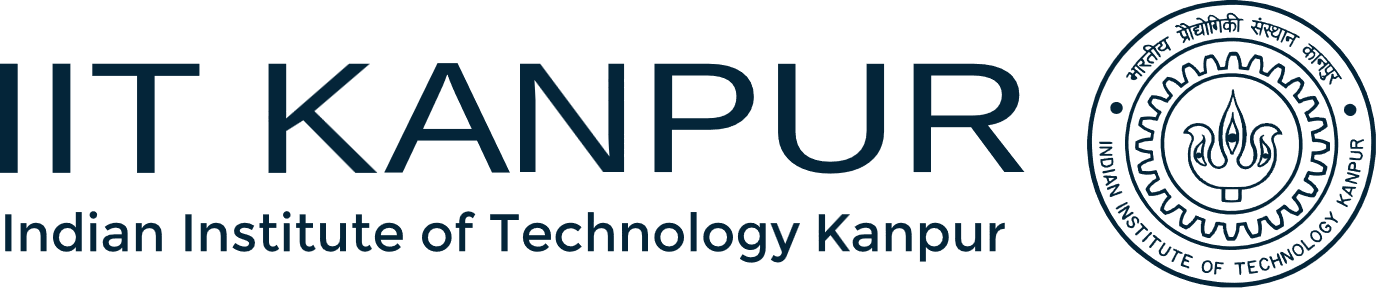 IIT KANPUR
Indian Institute of Technology Kanpur
भारतीय प्रौद्योगिकी संस्थान कानपुर
INDIAN INSTITUTE OF TECHNOLOGY KANPUR